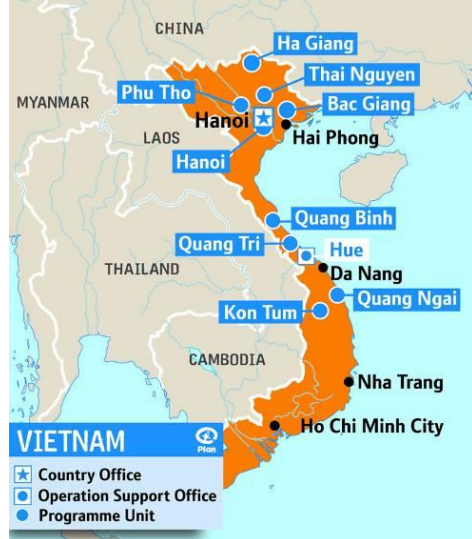 CHINA
Ha Giang
Thai Nguyen
Phu Tho
Bac Giang
MYANMAR
Hanoi
Hai Phong
LAOS
Hanoi
Quang Binh
Quang Tri
Hue
THAILAND
Da Nang
Quang Ngai
Kon Tum
CAMBODIA
Nha Trang
Ho Chi Minh City
VIETNAM
Plan
Country Office
Operation Support Office
Programme Unit